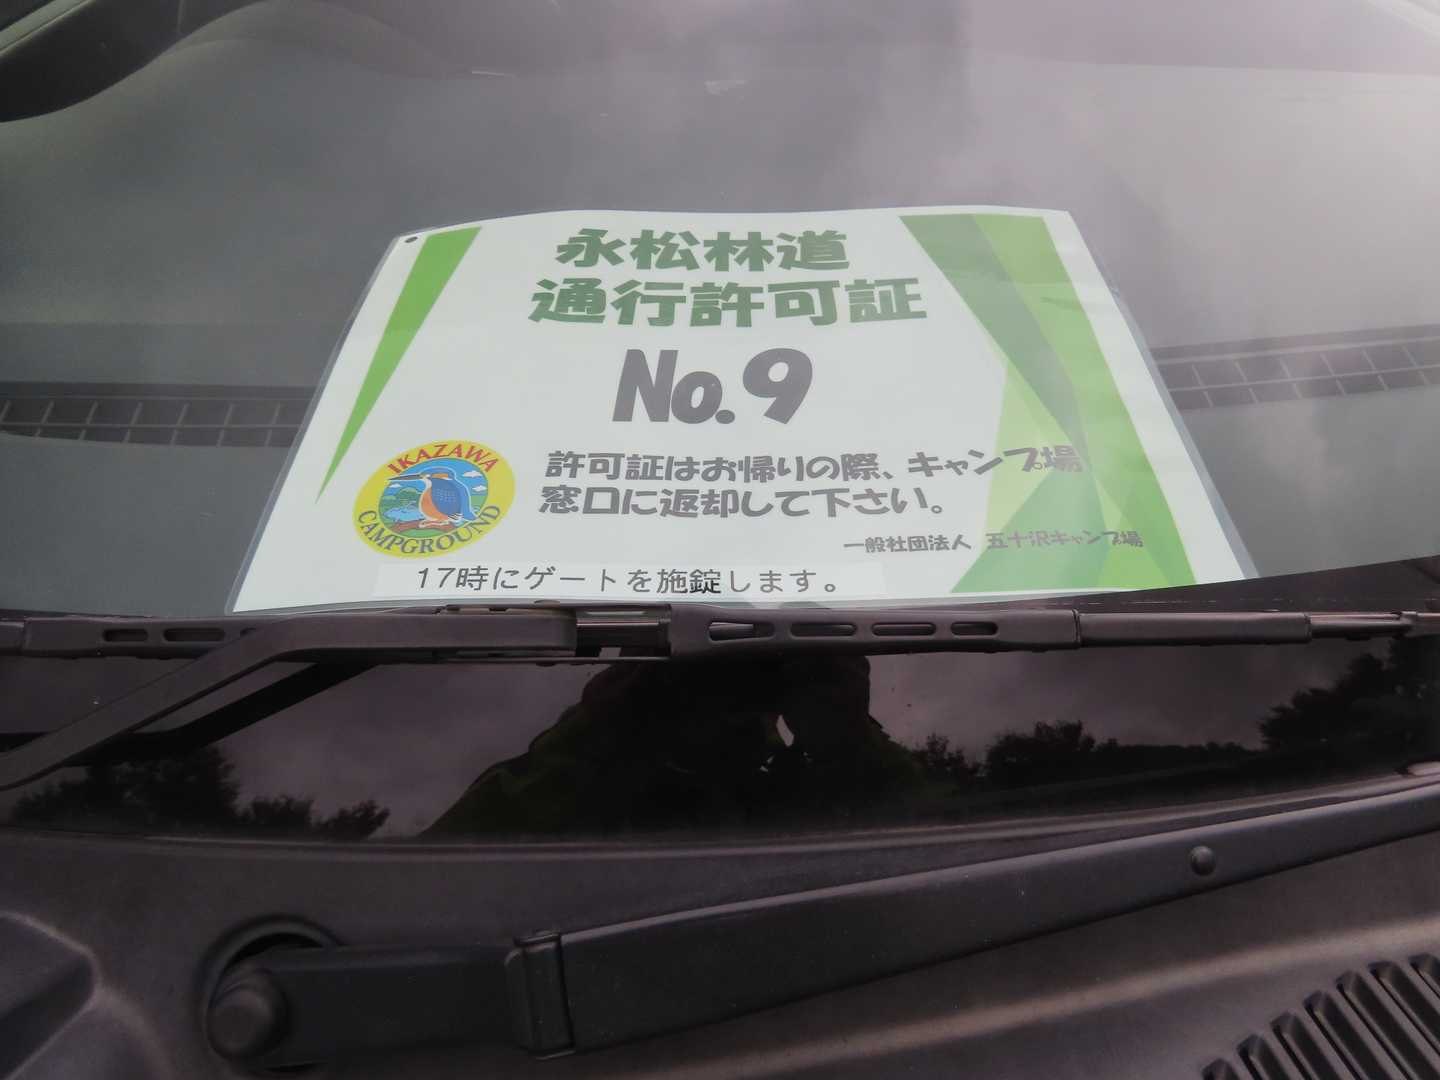 永松林道
通行許可証
No.9
IKAZAWA
CAMPGROUND
許可証はお帰りの際、キャンプ場
窓口に返却して下さい。
一般社団法人 五十沢キャンプ場
17時にゲートを施錠します。